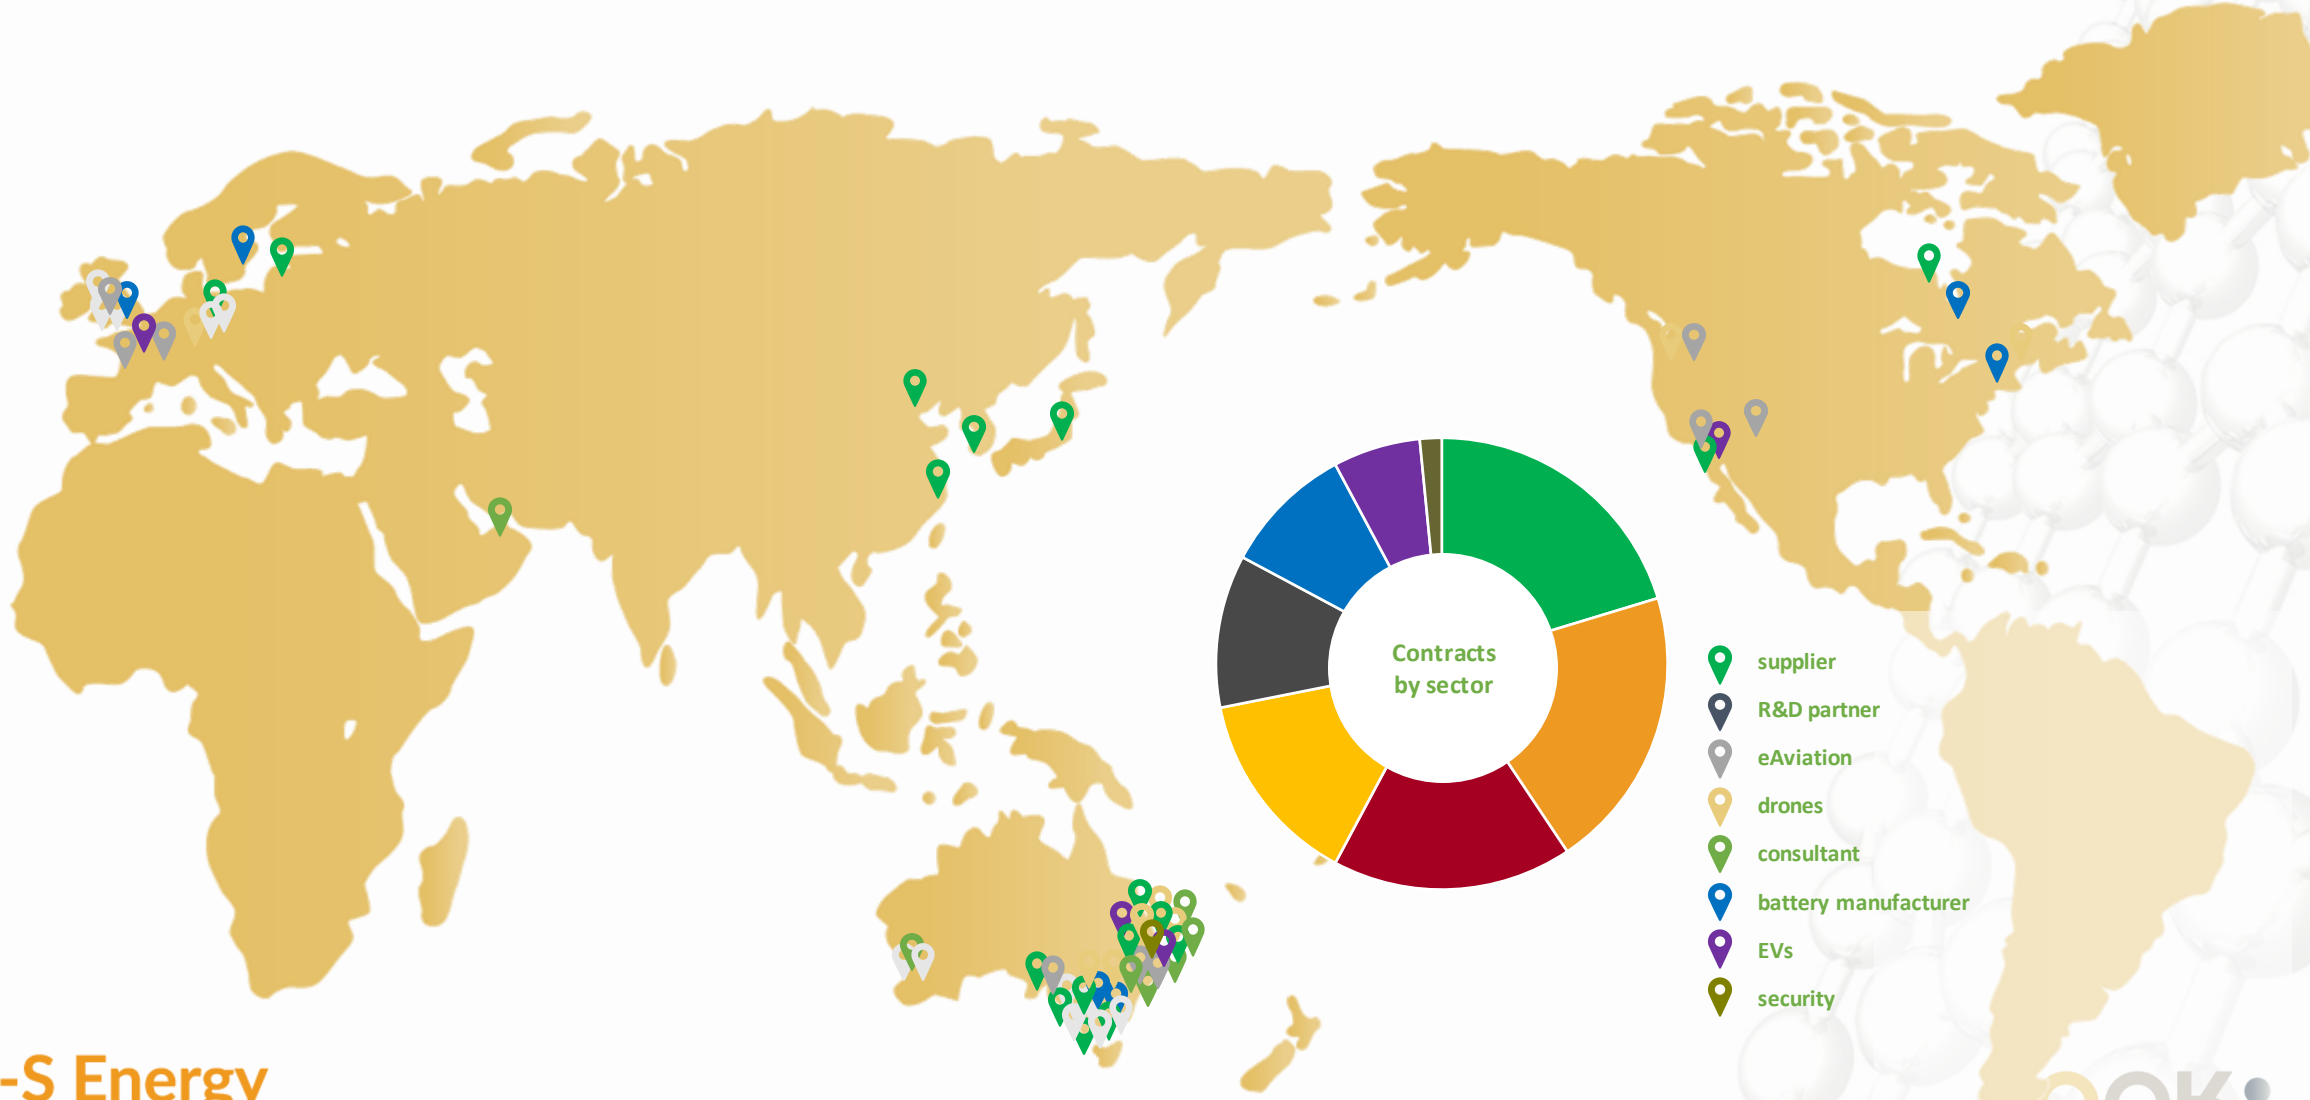 Contracts
by sector
supplier
R&D partner
eAviation
drones
consultant
battery manufacturer
EVs
security
-S Energy